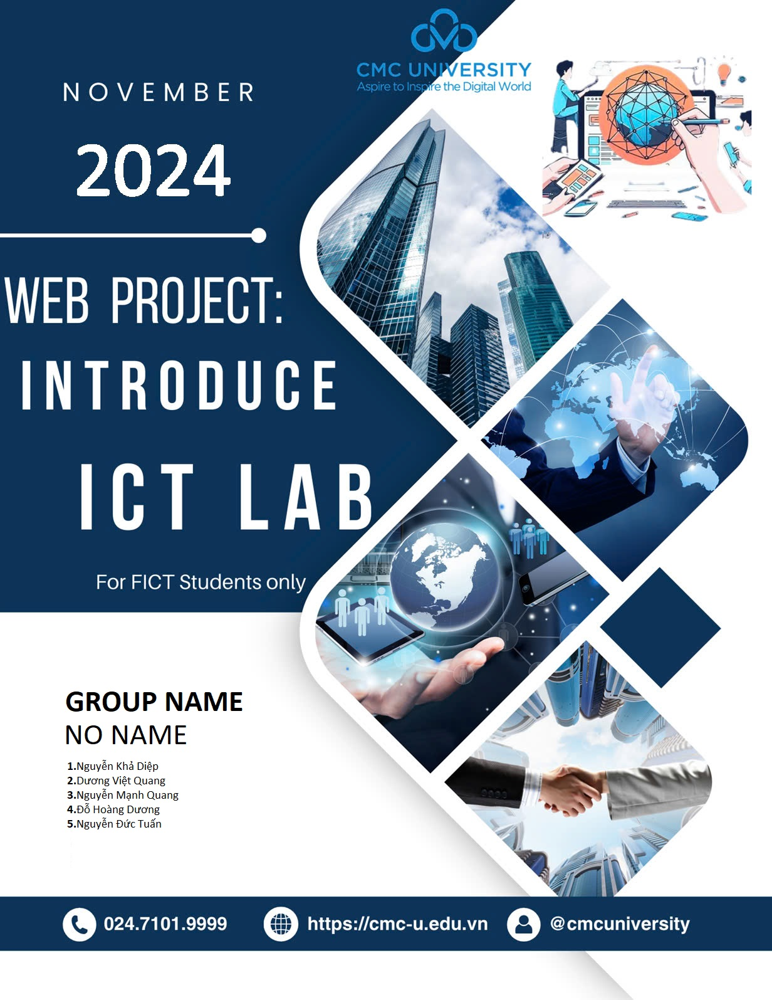 CMC UNIVERSITY
Aspire to Inspire the Digital World
NOVEMBER
2024
WEB PROJECT:
INTRODUCE
ICT LAB
For FICT Students only
GROUP NAME
NO NAME
1.Nguyễn Khả Diệp
2.Dương Việt Quang
3.Nguyễn Mạnh Quang
4.Đỗ Hoàng Dương
5.Nguyễn Đức Tuấn
024.7101.9999
https://cmc-u.edu.vn
@cmcuniversity